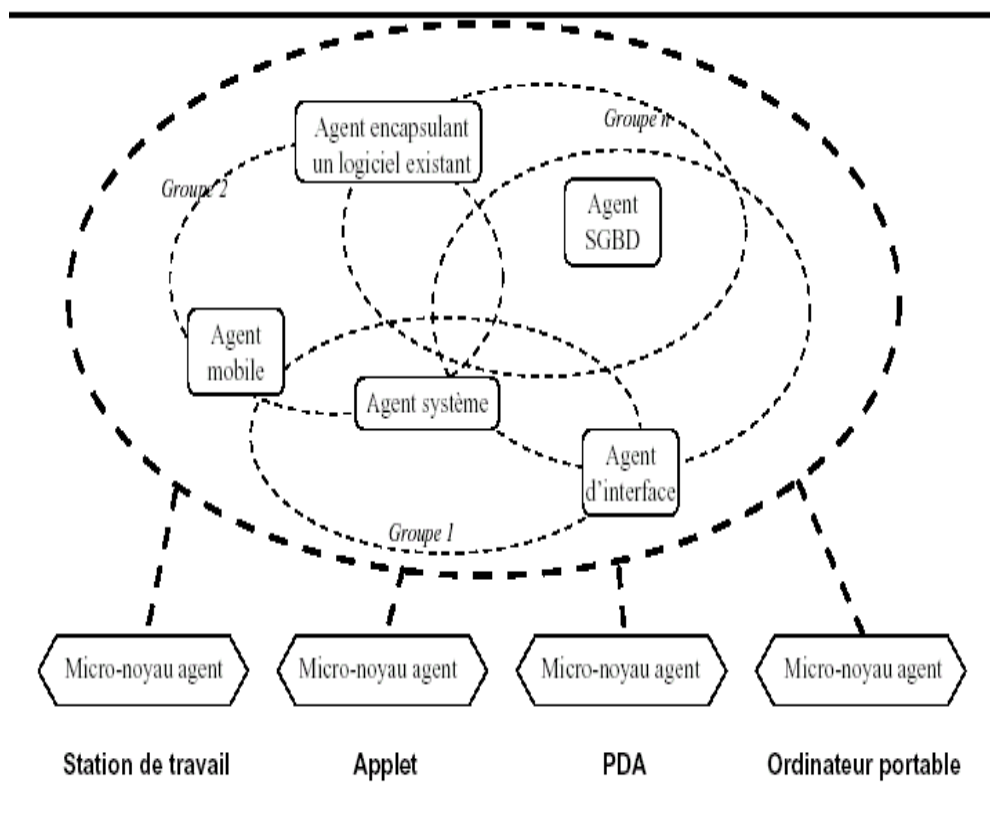 Agent encapsulant
un logiciel existant
Groupe n
Groupe 2
Agent
SGBD
Agent
mobile
Agent système
Agent
d'interface
Groupe 1
Micro-noyau agent
Micro-noyau agent
Micro-noyau agent
Micro-noyau agent
Station de travail
Applet
PDA
Ordinateur portable